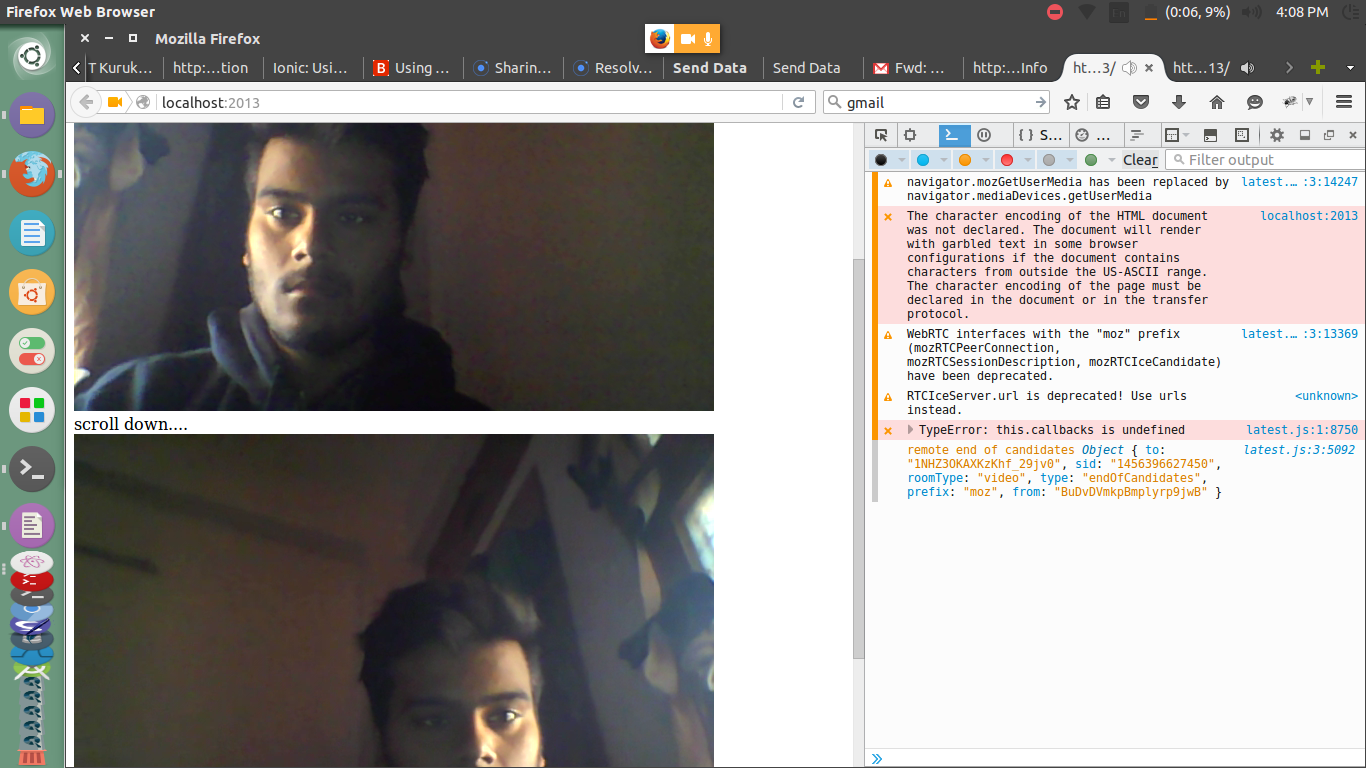 Firefox Web Browser
En
(0:06, 9%)
4:08 PM
Mozilla Firefox
T Kuruk…
http:…tion
Ionic: Usi…
B Using …
Sharin…
Resolv…
Send Data
Send Data
Fwd: …
http:…Info
ht…3/
htt…13/
localhost:2013
gmail
{ } S…
…
Clear
Filter output
navigator.mozGetUserMedia has been replaced by latest.… :3:14247
navigator.mediaDevices.getUserMedia
The character encoding of the HTML document localhost:2013
was not declared. The document will render
with garbled text in some browser
configurations if the document contains
characters from outside the US-ASCII range.
The character encoding of the page must be
declared in the document or in the transfer
protocol.
WebRTC interfaces with the "moz" prefix latest.… :3:13369
(mozRTCPeerConnection,
mozRTCSessionDescription, mozRTCIceCandidate)
have been deprecated.
RTCIceServer.url is deprecated! Use urls <unknown>
instead.
TypeError: this.callbacks is undefined latest.js:1:8750
remote end of candidates Object { to: latest.js:3:5092
"1NHZ3OKAXKzKhf_29jv0", sid: "1456396627450",
roomType: "video", type: "endOfCandidates",
prefix: "moz", from: "BuDvDVmkpBmplyrp9jwB" }
scroll down....